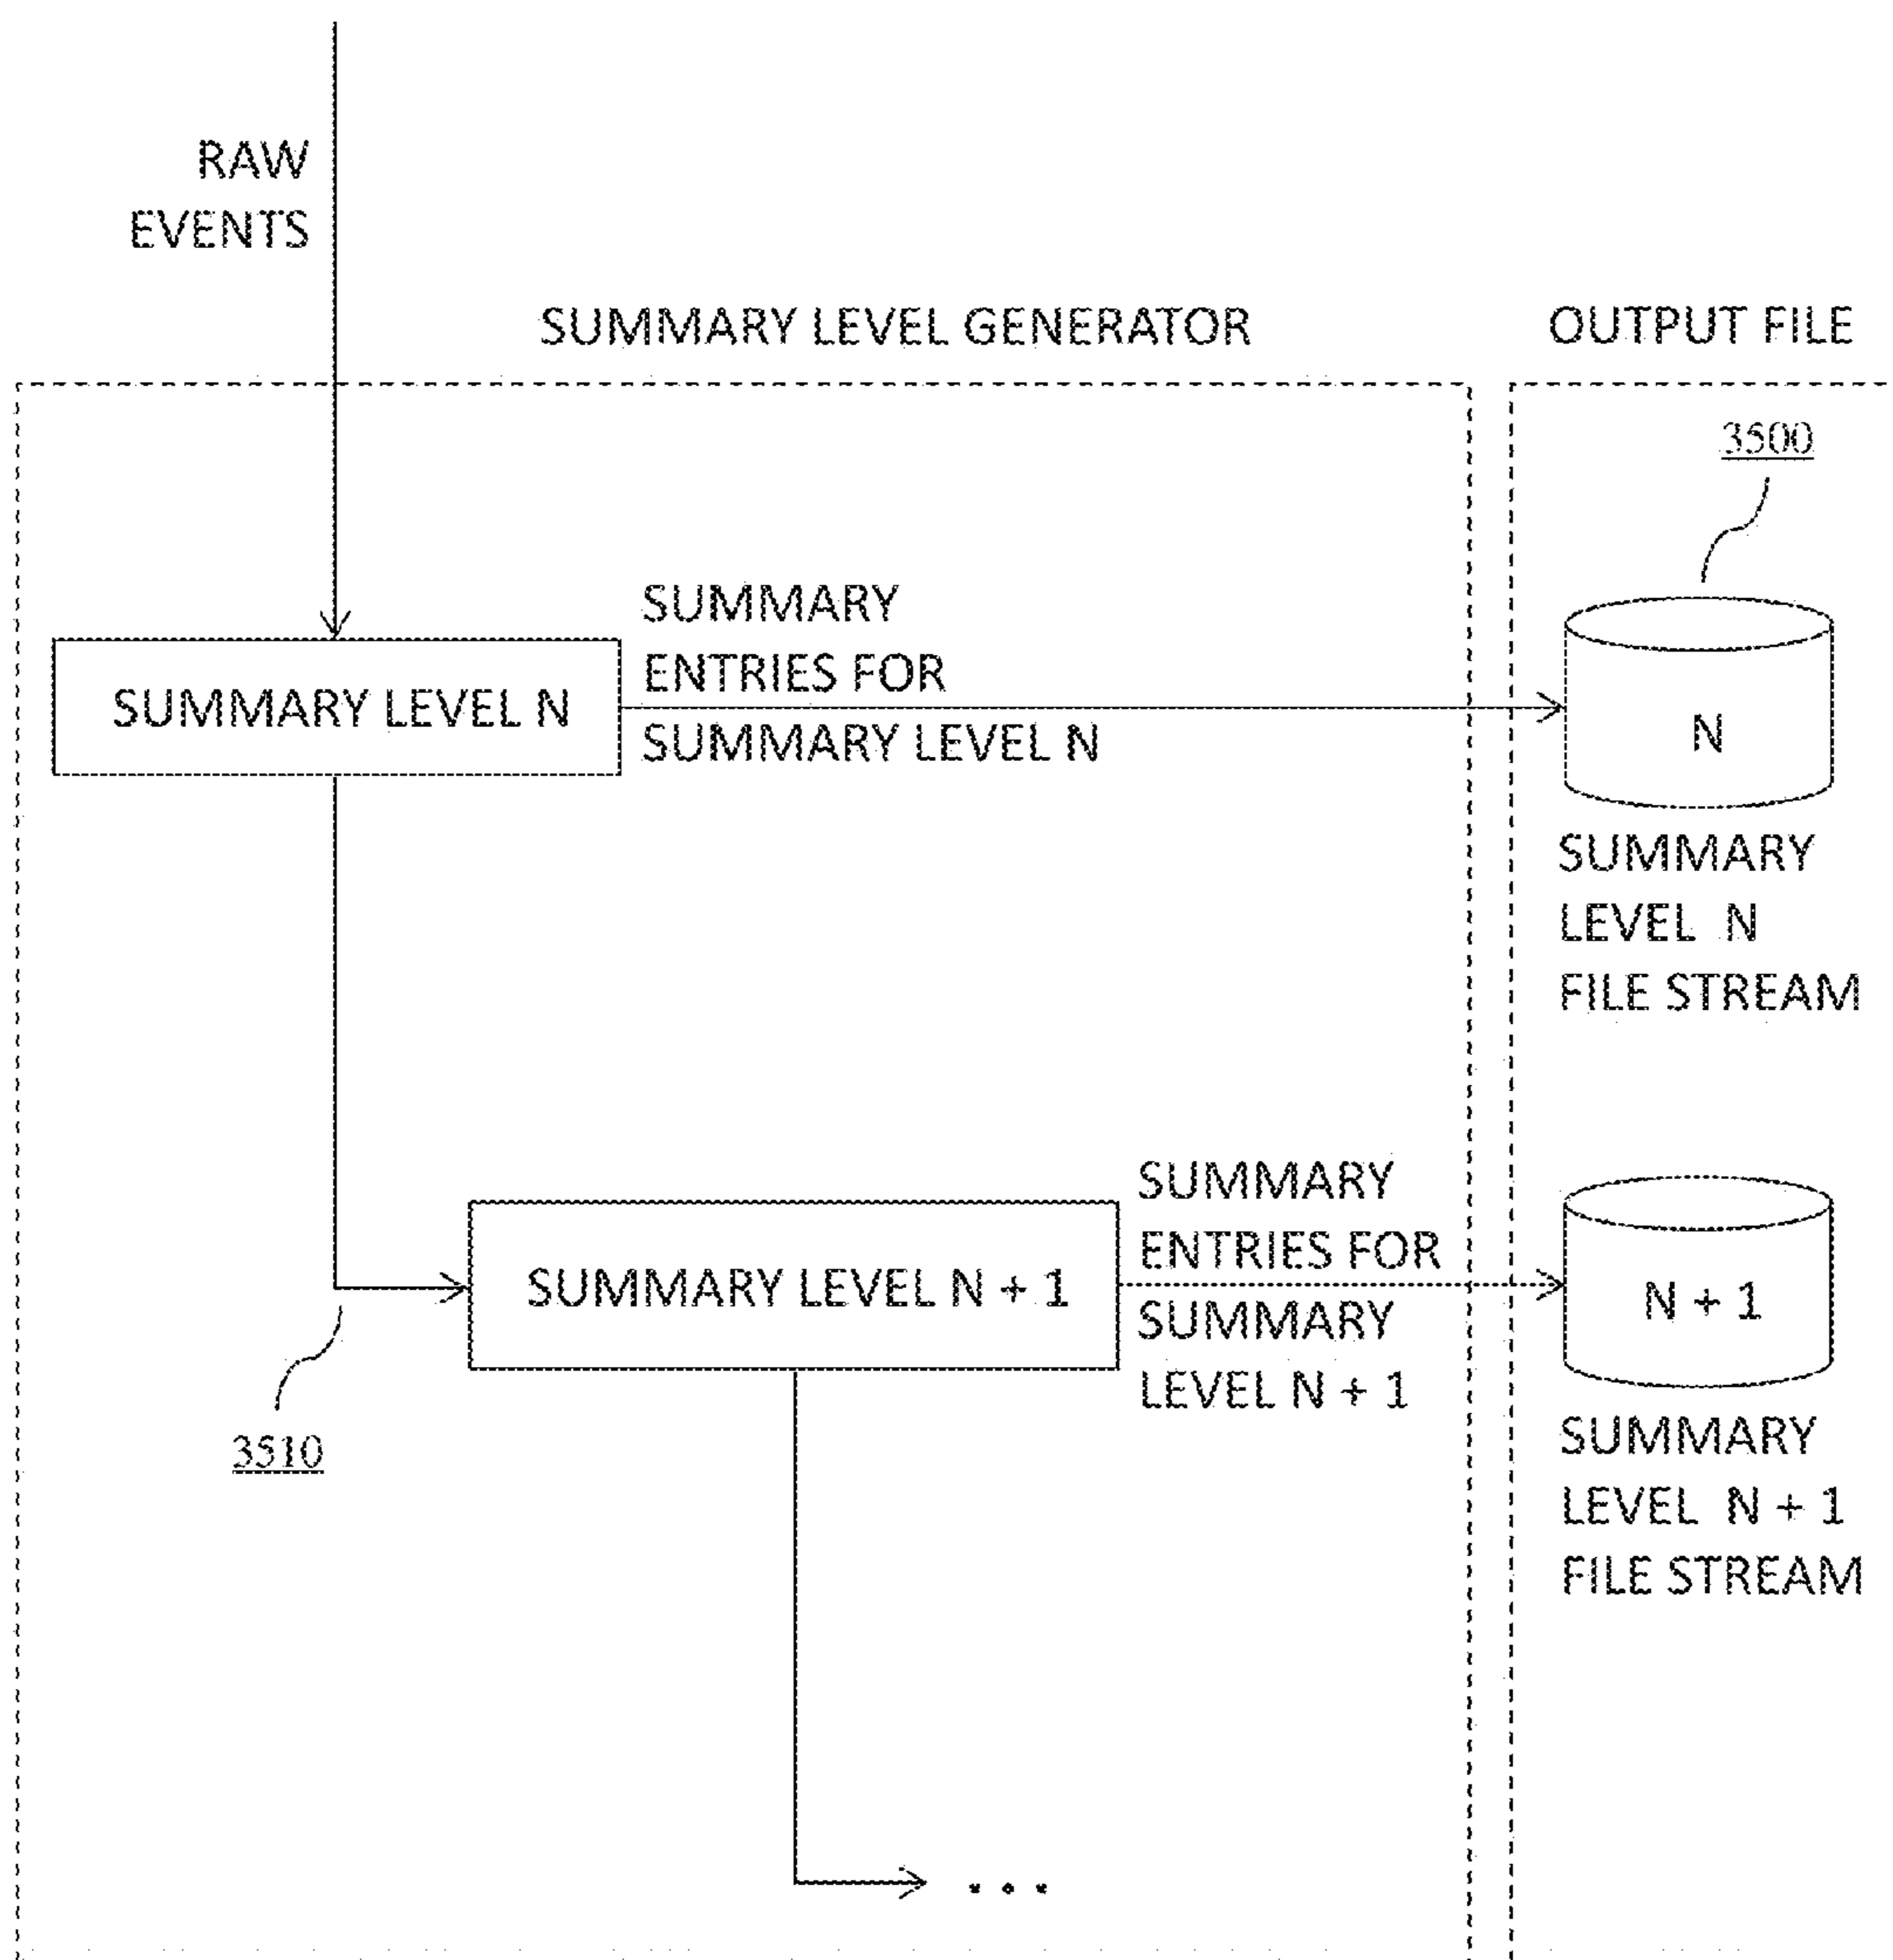 RAW
EVENTS
SUMMARY LEVEL GENERATOR
OUTPUT FILE
3500
SUMMARY
ENTRIES FOR
SUMMARY LEVEL N
SUMMARY LEVEL N
N
SUMMARY
LEVEL N
FILE STREAM
SUMMARY
ENTRIES FOR
SUMMARY
LEVEL N + 1
SUMMARY LEVEL N + 1
N + 1
3510
SUMMARY
LEVEL N + 1
FILE STREAM
...